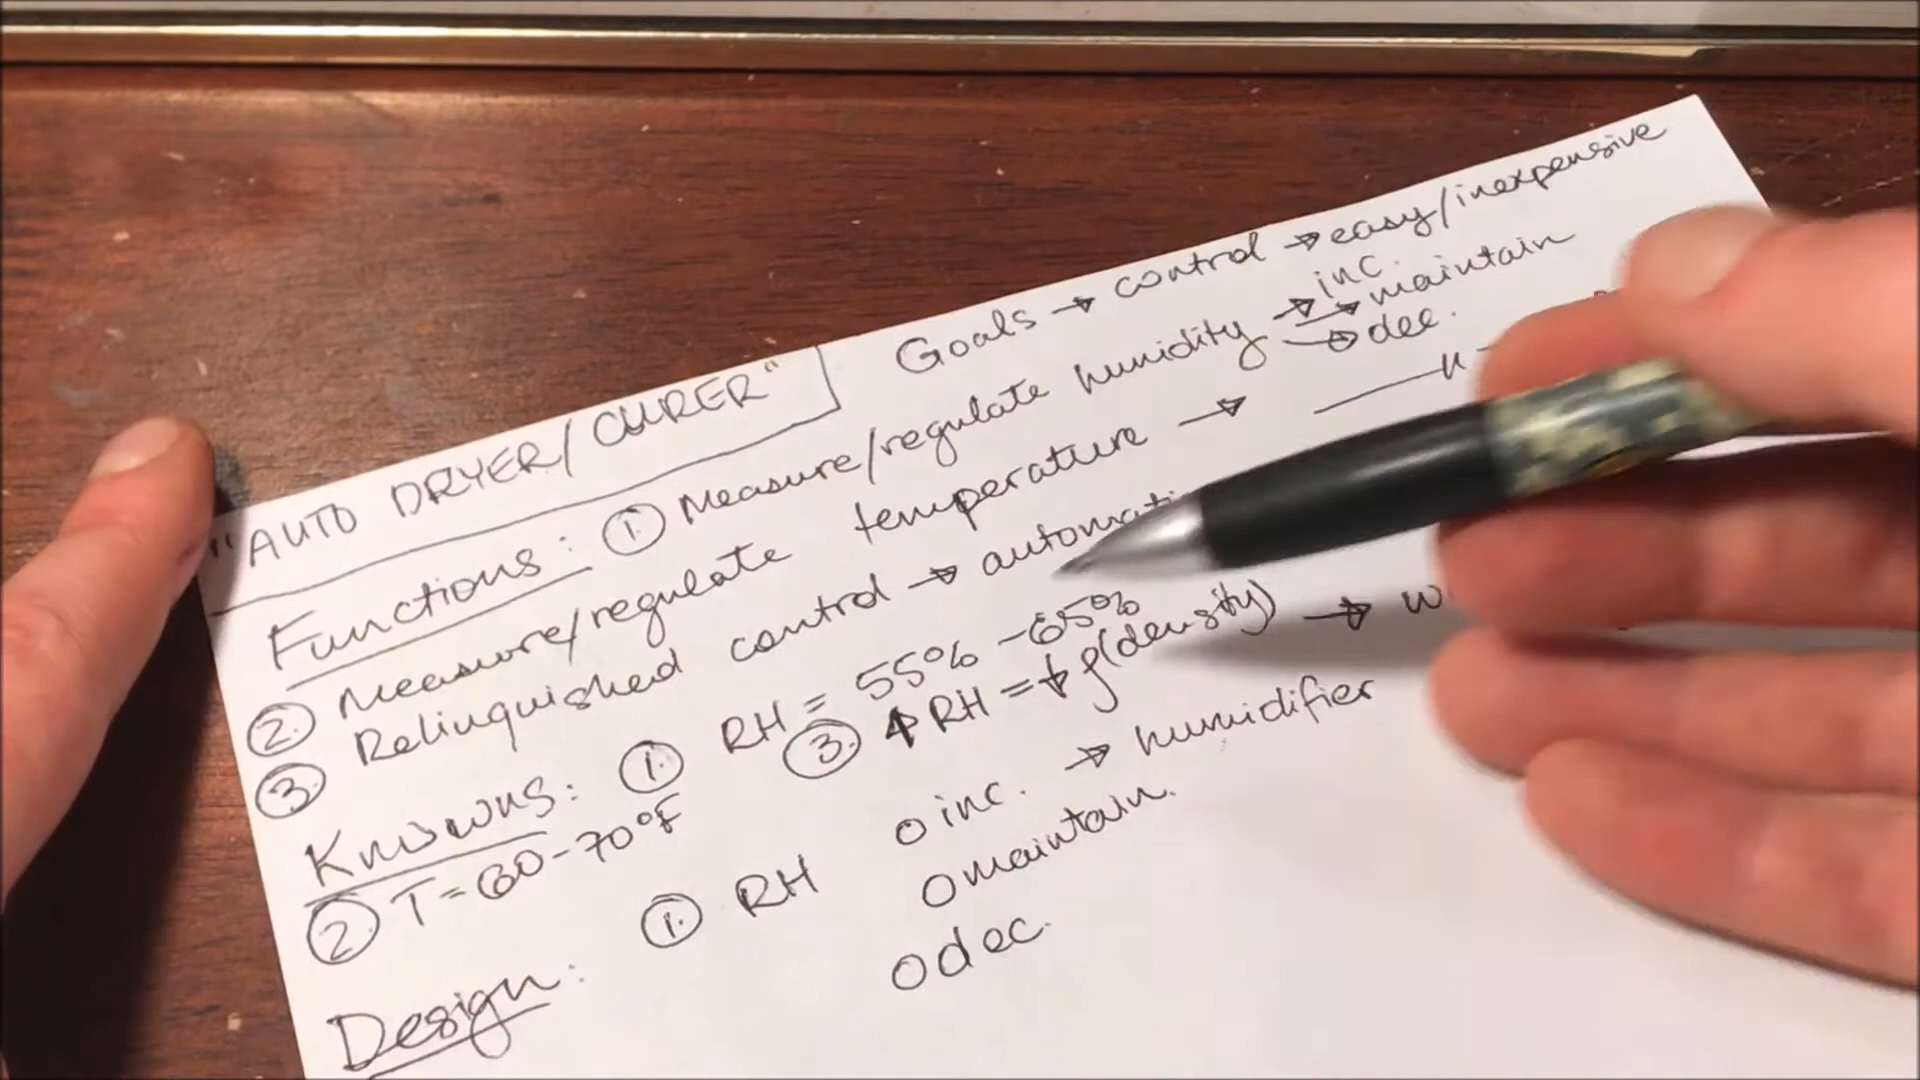 "AUTO DRYER/CURER"
Goals → control → easy/inexpensive
Functions: ① Measure/regulate humidity → inc.
→ maintain
→ dec.
② Measure/regulate temperature → —— " —
③ Relinquished control →
Knowns: ① RH = 55% - 65%
② T = 60 - 70°F
③ ↑ RH = ↓ ρ(density) →
Design: ① RH
o inc. → humidifier
o maintain.
o dec.